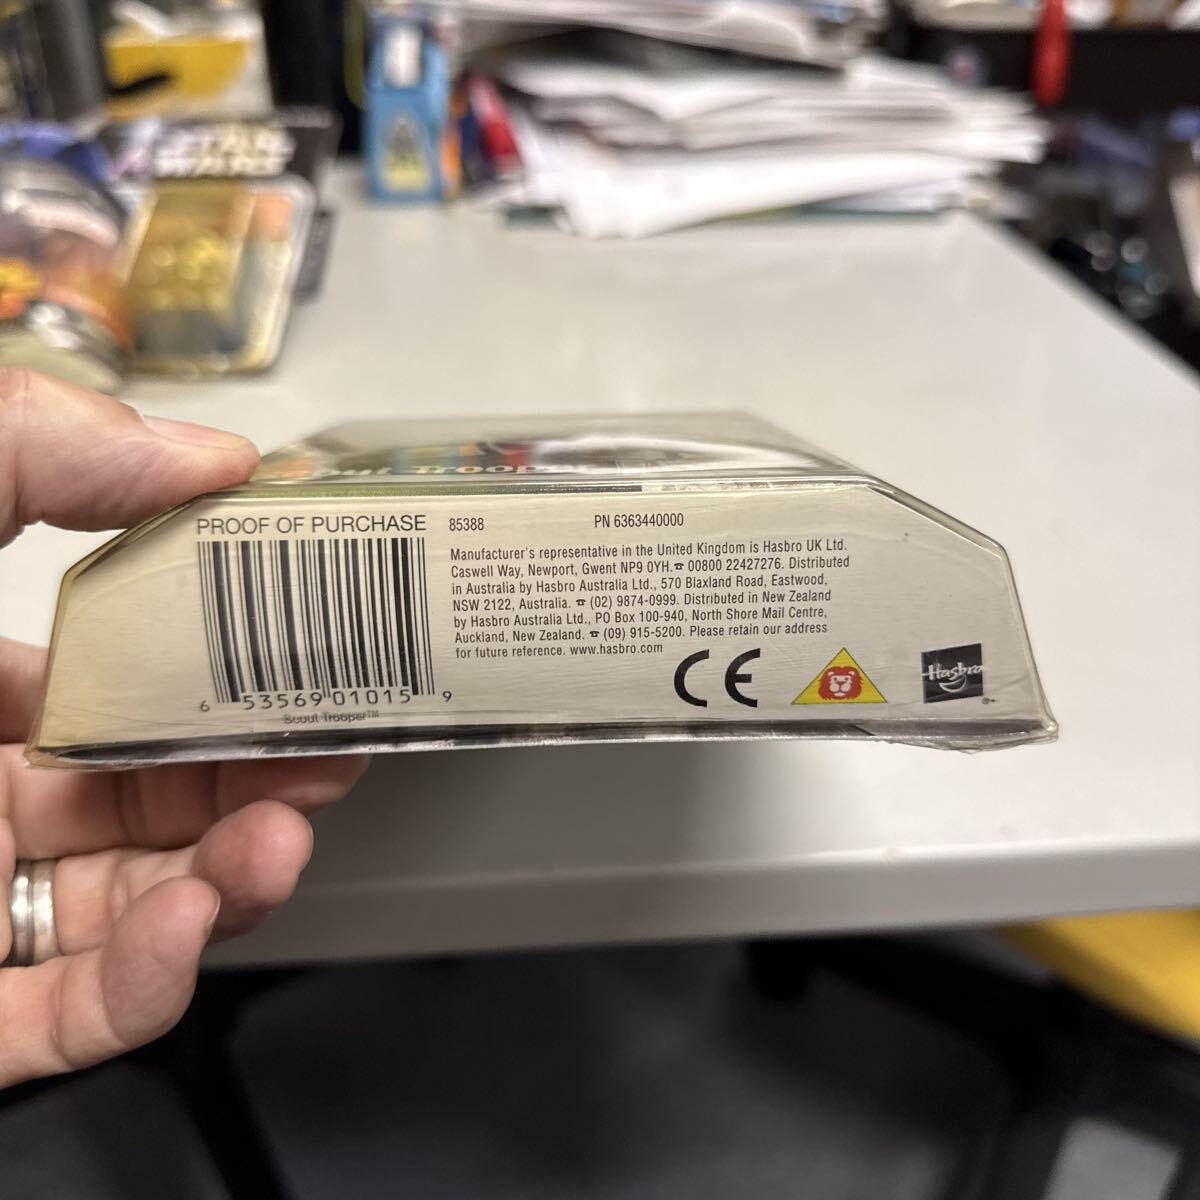 STAR
WARS
out Trooper
PROOF OF PURCHASE
85388
PN 6363440000
Manufacturer's representative in the United Kingdom is Hasbro UK Ltd.
Caswell Way, Newport, Gwent NP9 0YH.☎ 00800 22427276. Distributed
in Australia by Hasbro Australia Ltd., 570 Blaxland Road, Eastwood,
NSW 2122, Australia. ☎ (02) 9874-0999. Distributed in New Zealand
by Hasbro Australia Ltd., PO Box 100-940, North Shore Mail Centre,
Auckland, New Zealand. ☎ (09) 915-5200. Please retain our address
for future reference. www.hasbro.com
6 53569 01015 9
Scout Trooper™
CE
Hasbro